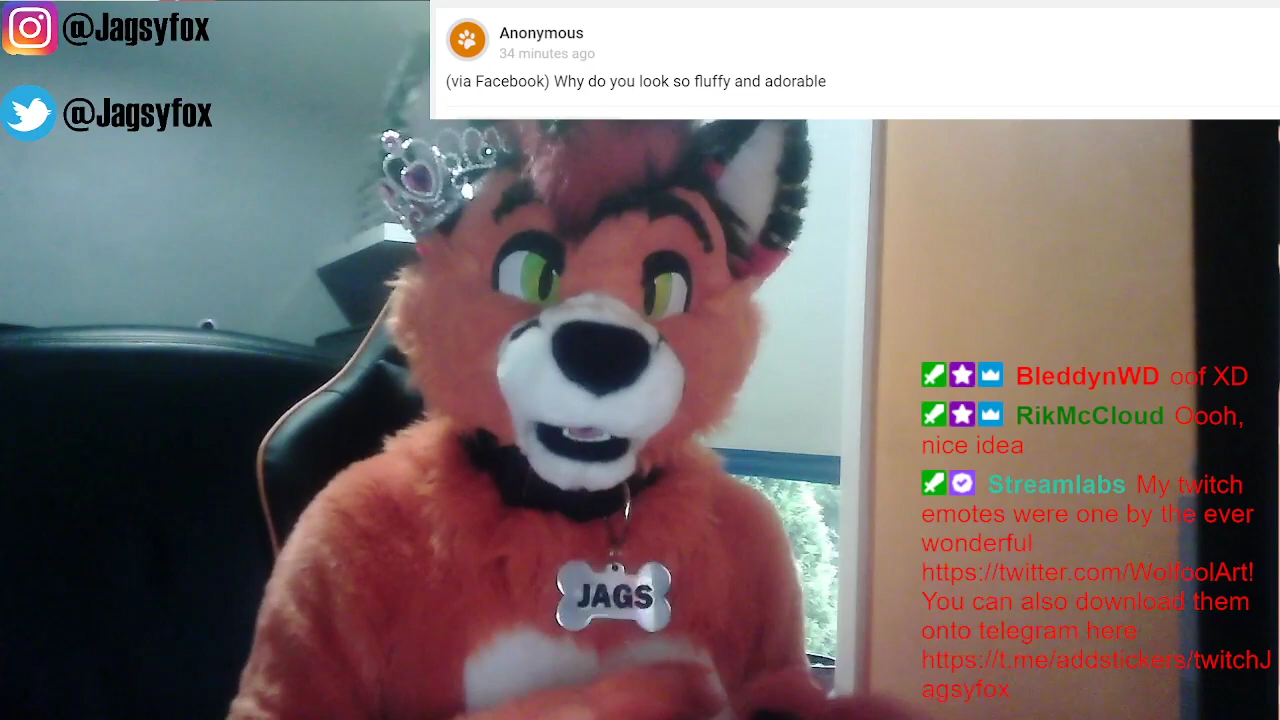 @Jagsyfox
@Jagsyfox
Anonymous
34 minutes ago
(via Facebook) Why do you look so fluffy and adorable
JAGS
BleddynWD oof XD
RikMcCloud Oooh,
nice idea
Streamlabs My twitch
emotes were one by the ever
wonderful
https://twitter.com/WolfoolArt!
You can also download them
onto telegram here
https://t.me/addstickers/twitchJ
agsyfox